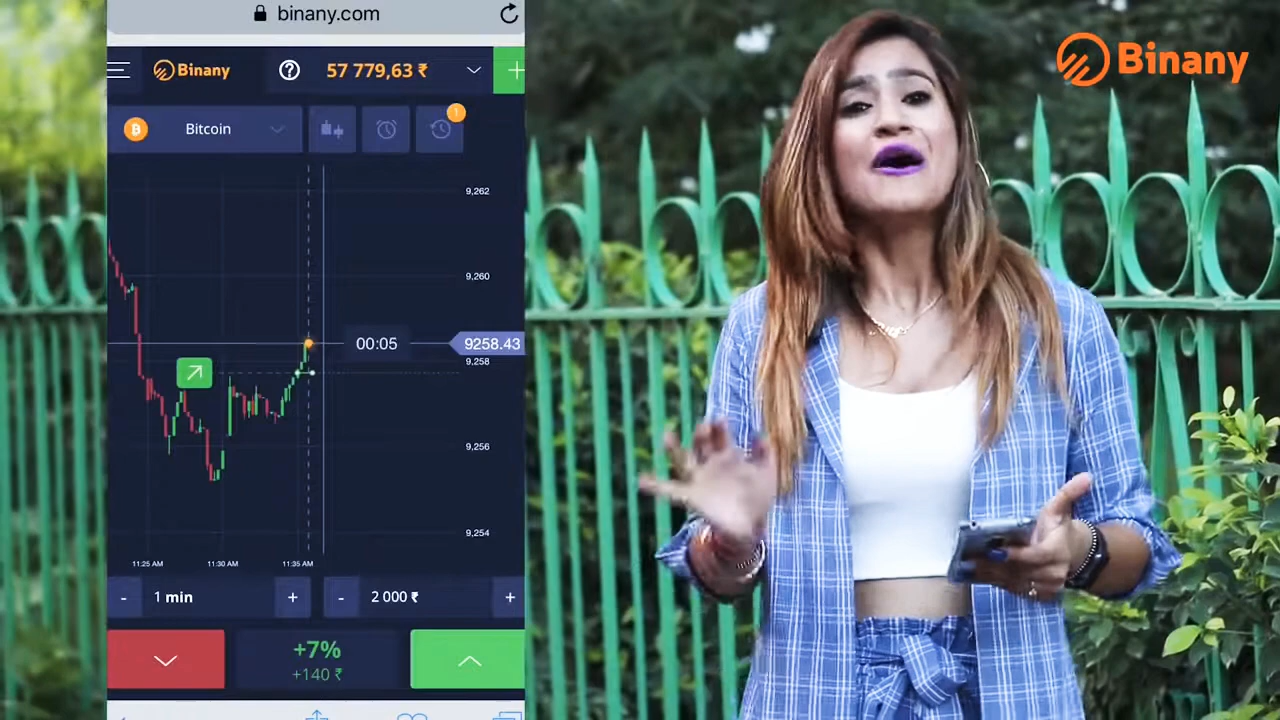 binany.com
Binany
? 57 779,63 ₹
Binany
Bitcoin
1
9,262
9,260
00:05
9258.43
9,258
9,256
9,254
11:25 AM 11:30 AM 11:35 AM
- 1 min + - 2 000 ₹ +
+7%
+140 ₹